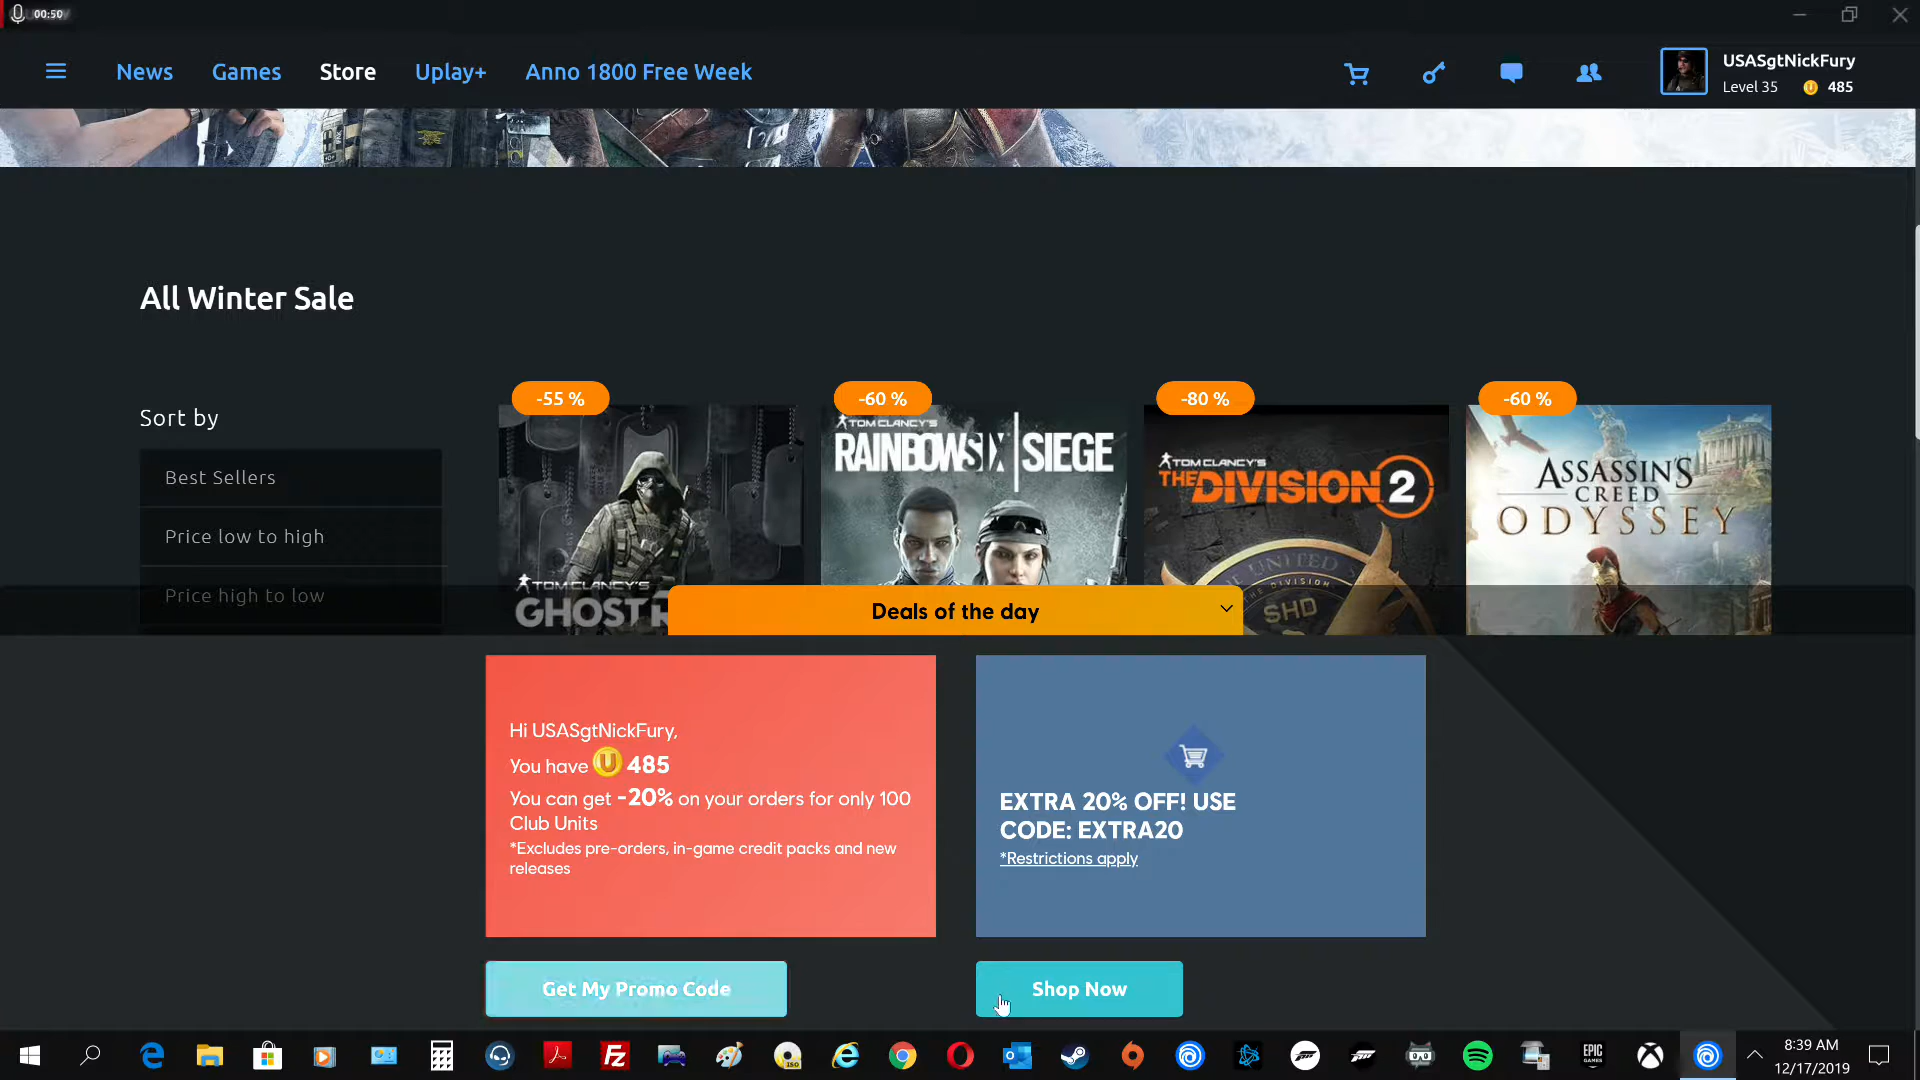 00:50
News Games Store Uplay+ Anno 1800 Free Week
USASgtNickFury
Level 35 485
All Winter Sale
Sort by
Best Sellers
Price low to high
Price high to low
-55 %
-60 %
-80 %
-60 %
TOM CLANCY'S
GHOST R
TOM CLANCY'S
RAINBOW SIX | SIEGE
TOM CLANCY'S
THE DIVISION 2
THE DIVISION
SHD
ASSASSIN'S
CREED
ODYSSEY
Deals of the day
Hi USASgtNickFury,
You have U 485
You can get -20% on your orders for only 100
Club Units
*Excludes pre-orders, in-game credit packs and new
releases
Get My Promo Code
EXTRA 20% OFF! USE
CODE: EXTRA20
*Restrictions apply
Shop Now
ISO
EPIC
GAMES
8:39 AM
12/17/2019